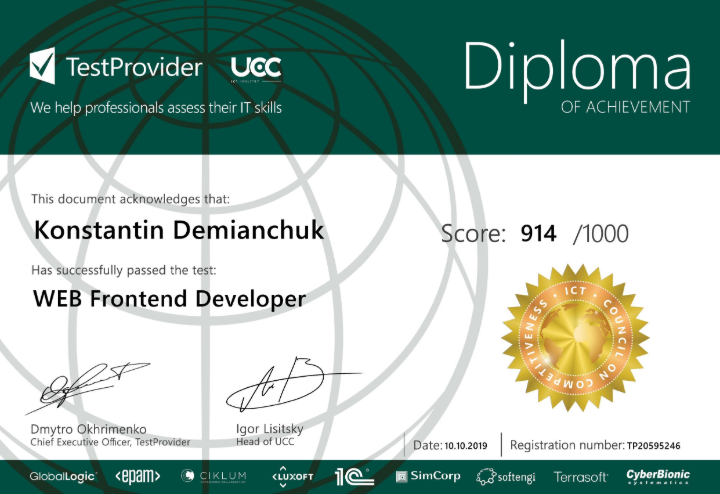 TestProvider UCC
We help professionals assess their IT skills
Diploma
OF ACHIEVEMENT
This document acknowledges that:
Konstantin Demianchuk
Has successfully passed the test:
WEB Frontend Developer
Score: 914 /1000
ICT • COUNCIL ON COMPETITIVENESS •
Dmytro Okhrimenko
Chief Executive Officer, TestProvider
Igor Lisitsky
Head of UCC
Date: 10.10.2019
Registration number: TP20595246
GlobalLogic <epam> CIKLUM <LUXOFT 1C SimCorp softengi Terrasoft CyberBionic
systematics